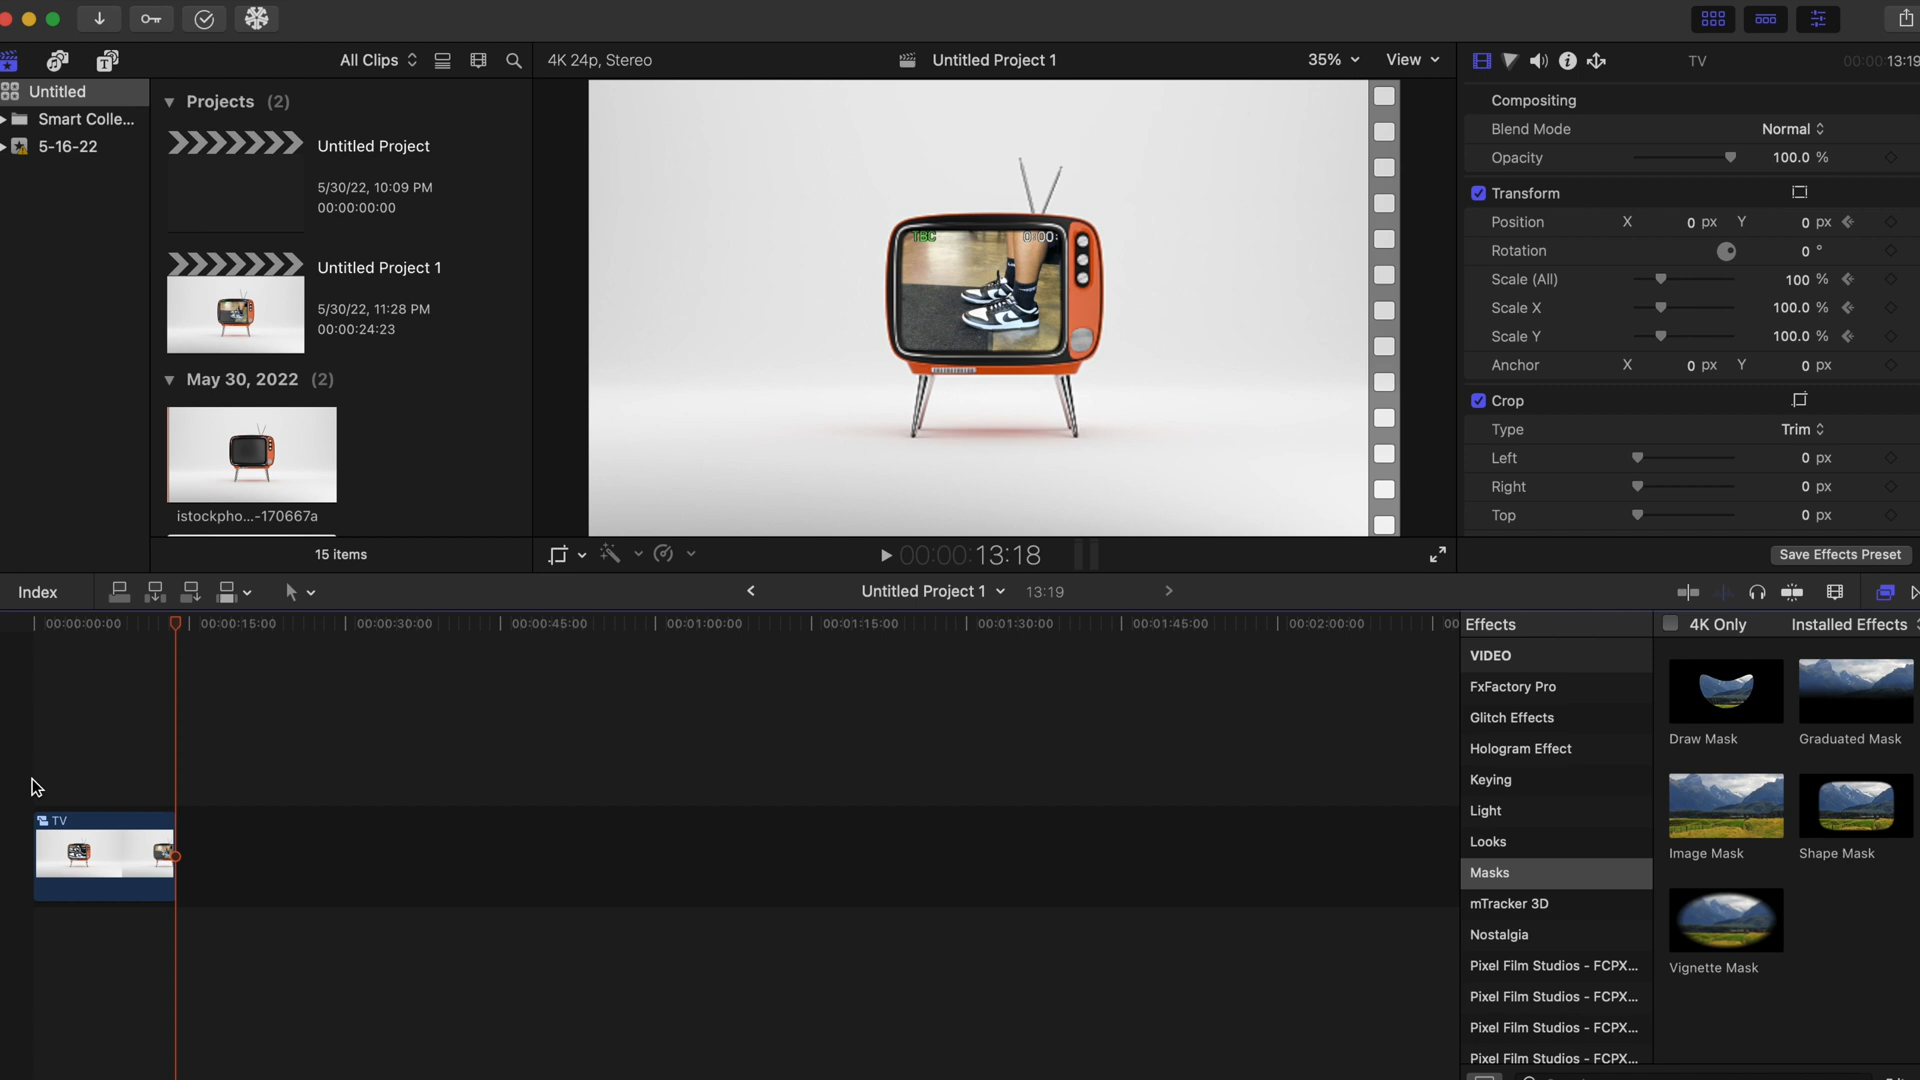 All Clips
4K 24p, Stereo
Untitled Project 1
35%
View
TV
00:00:13:19
Untitled
Smart Colle...
5-16-22
Projects (2)
Untitled Project
5/30/22, 10:09 PM
00:00:00:00
Untitled Project 1
5/30/22, 11:28 PM
00:00:24:23
May 30, 2022 (2)
istockpho...-170667a
15 items
TBC
0:00:
00:00:00:13:18
Compositing
Blend Mode Normal
Opacity 100.0 %
Transform
Position X 0 px Y 0 px
Rotation 0 °
Scale (All) 100 %
Scale X 100.0 %
Scale Y 100.0 %
Anchor X 0 px Y 0 px
Crop
Type Trim
Left 0 px
Right 0 px
Top 0 px
Save Effects Preset
Index
Untitled Project 1
13:19
00:00:00:00 00:00:15:00 00:00:30:00 00:00:45:00 00:01:00:00 00:01:15:00 00:01:30:00 00:01:45:00 00:02:00:00 00
TV
Effects
4K Only
Installed Effects
VIDEO
FxFactory Pro
Glitch Effects
Hologram Effect
Keying
Light
Looks
Masks
mTracker 3D
Nostalgia
Pixel Film Studios - FCPX...
Pixel Film Studios - FCPX...
Pixel Film Studios - FCPX...
Pixel Film Studios - FCPX...
Draw Mask
Graduated Mask
Image Mask
Shape Mask
Vignette Mask